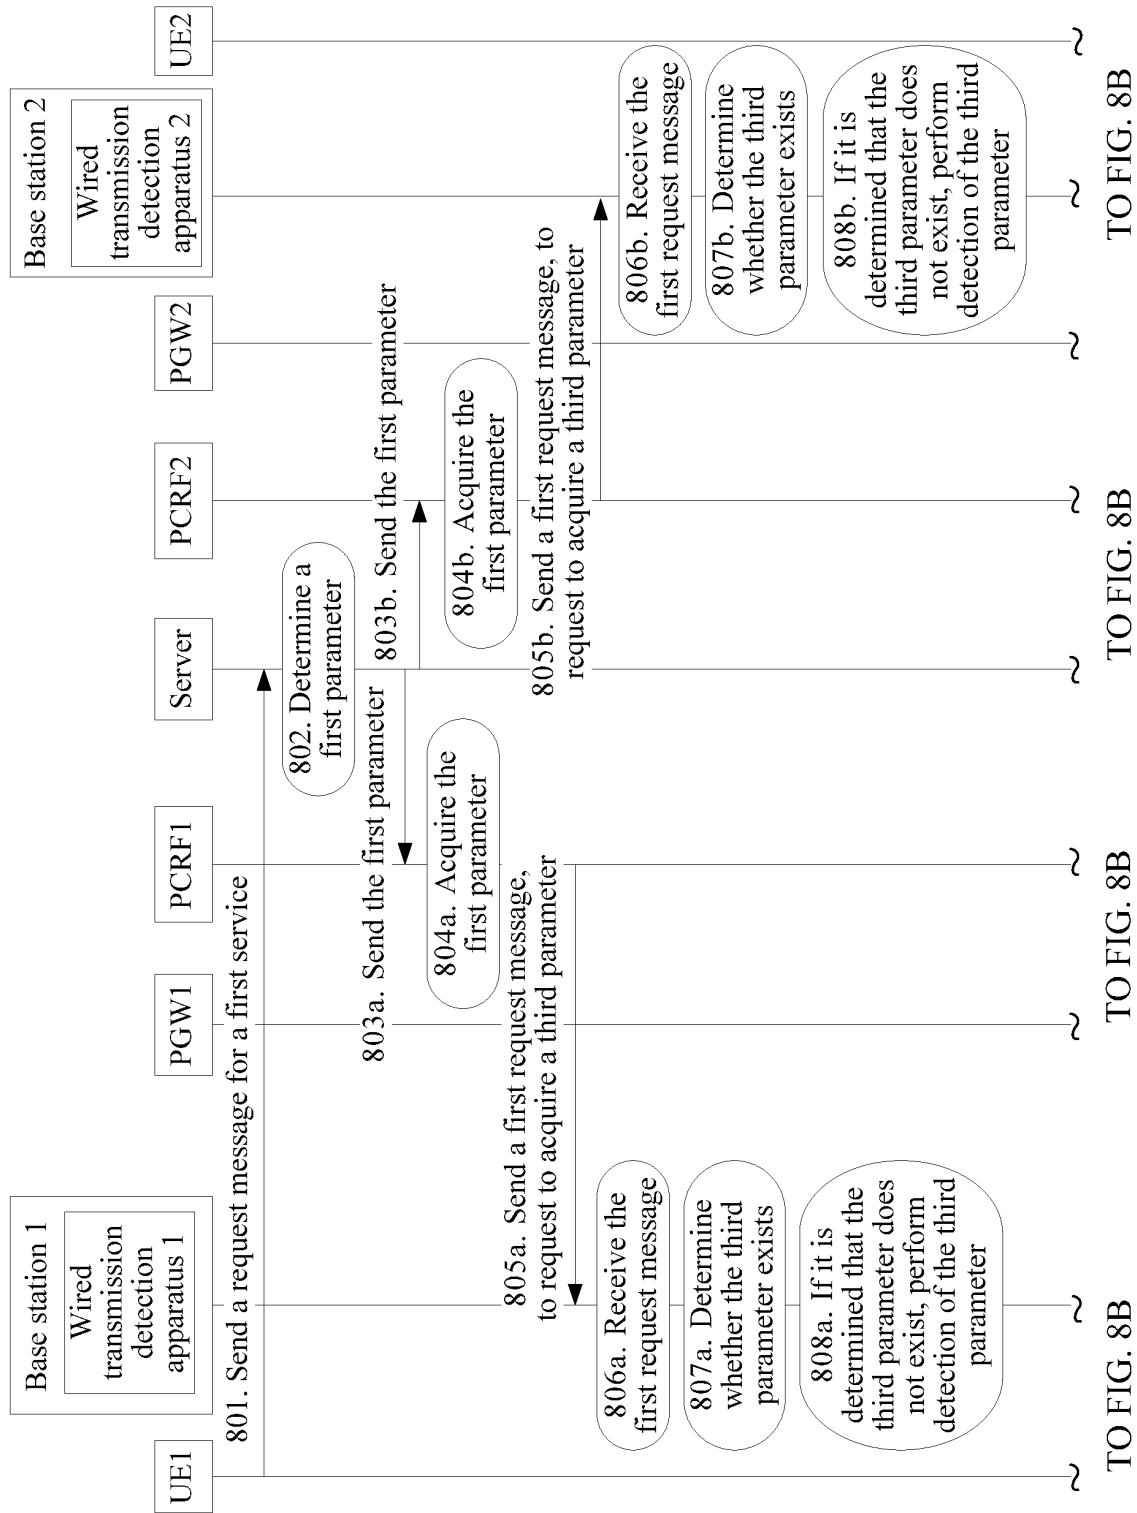 Base station 1
Wired
transmission
detection
apparatus 1
Base station 2
Wired
transmission
detection
apparatus 2
UE1
PGW1
PCRF1
Server
PCRF2
PGW2
UE2
801. Send a request message for a first service
802. Determine a
first parameter
803a. Send the first parameter
803b. Send the first parameter
804a. Acquire the
first parameter
804b. Acquire the
first parameter
805a. Send a first request message,
to request to acquire a third parameter
805b. Send a first request message, to
request to acquire a third parameter
806a. Receive the
first request message
806b. Receive the
first request message
807a. Determine
whether the third
parameter exists
807b. Determine
whether the third
parameter exists
808a. If it is
determined that the
third parameter does
not exist, perform
detection of the third
parameter
808b. If it is
determined that the
third parameter does
not exist, perform
detection of the third
parameter
TO FIG. 8B
TO FIG. 8B
TO FIG. 8B
TO FIG. 8B